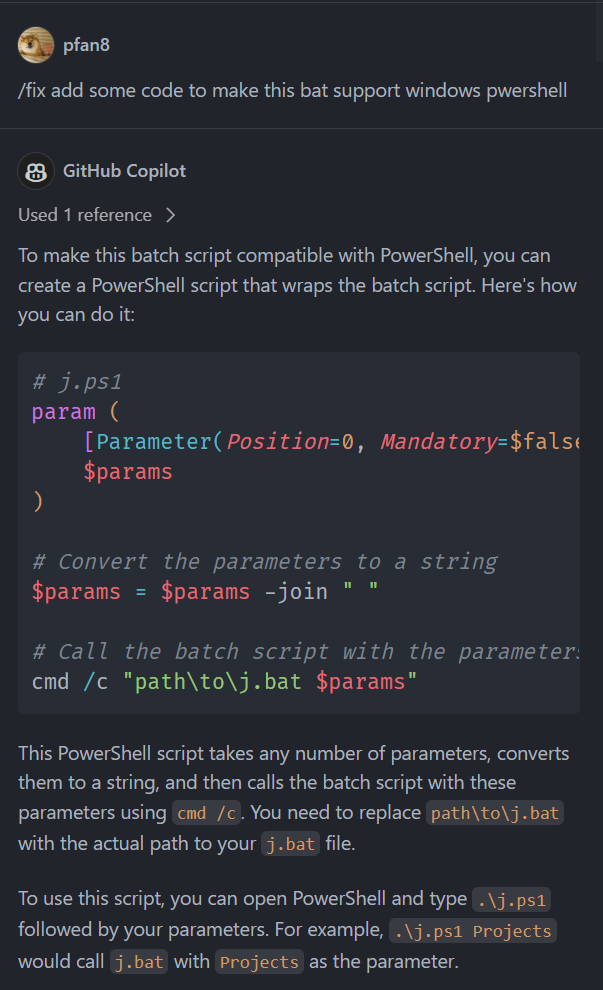 pfan8
/fix add some code to make this bat support windows pwershell
GitHub Copilot
Used 1 reference
To make this batch script compatible with PowerShell, you can
create a PowerShell script that wraps the batch script. Here's how
you can do it:
# j.ps1
param (
    [Parameter(Position=0, Mandatory=$false
    $params
)
# Convert the parameters to a string
$params = $params -join " "
# Call the batch script with the parameters
cmd /c "path\to\j.bat $params"
This PowerShell script takes any number of parameters, converts
them to a string, and then calls the batch script with these
parameters using cmd /c. You need to replace path\to\j.bat
with the actual path to your j.bat file.
To use this script, you can open PowerShell and type .\j.ps1
followed by your parameters. For example, .\j.ps1 Projects
would call j.bat with Projects as the parameter.